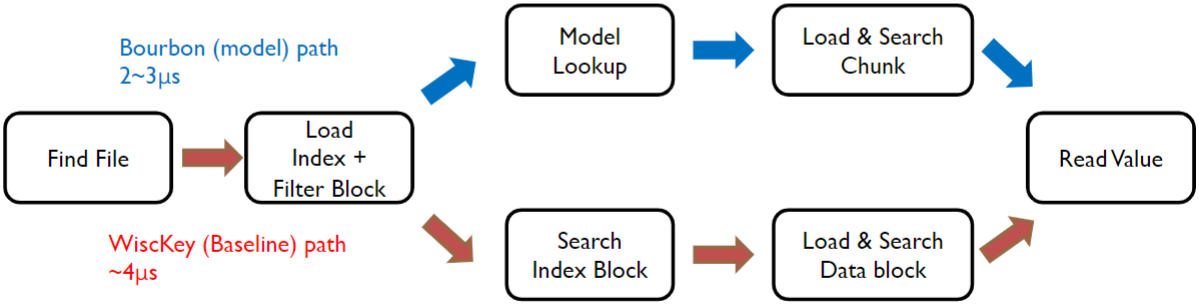 Bourbon (model) path
2~3µs
Model
Lookup
Load & Search
Chunk
Find File
Load
Index +
Filter Block
Read Value
WiscKey (Baseline) path
~4µs
Search
Index Block
Load & Search
Data block